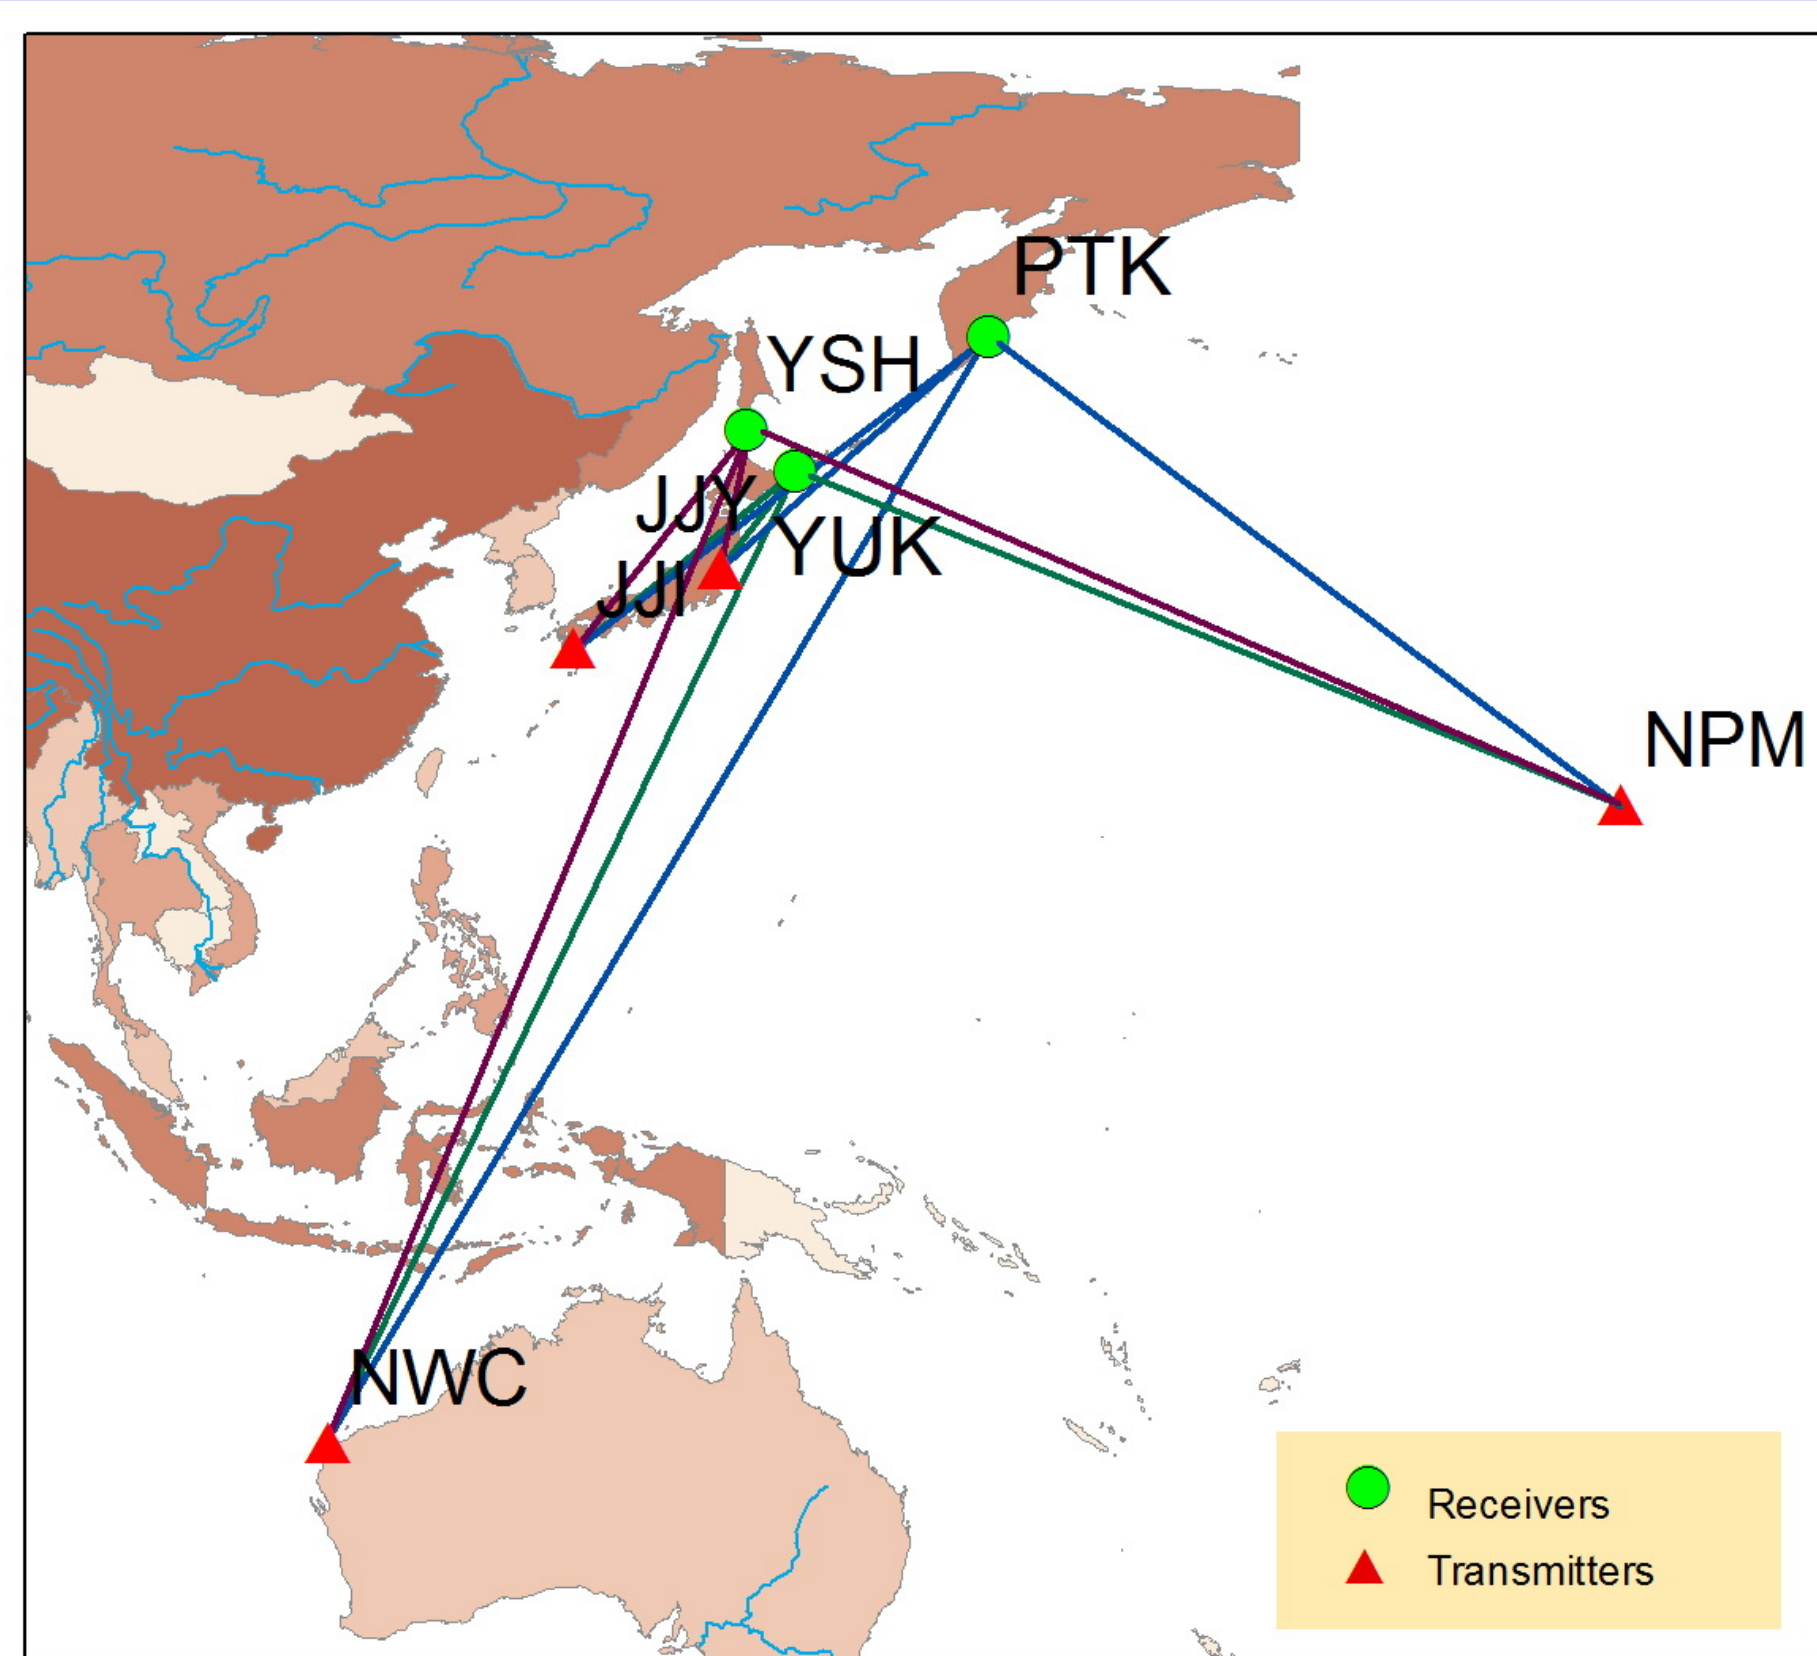 PTK
YSH
JJY
YUK
JJI
NPM
NWC
Receivers
Transmitters